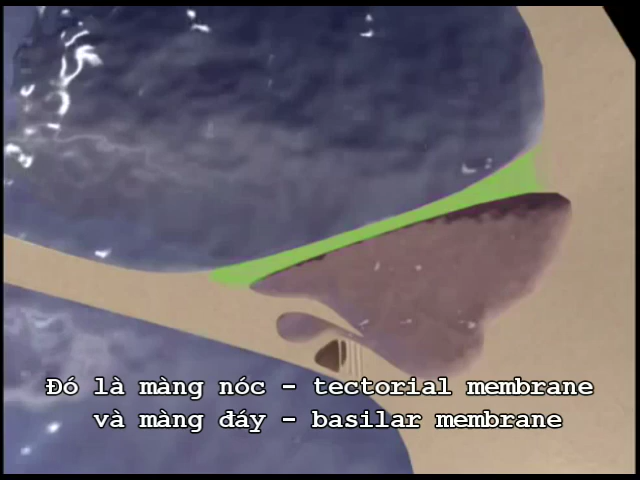 Đó là màng nóc - tectorial membrane
và màng đáy - basilar membrane